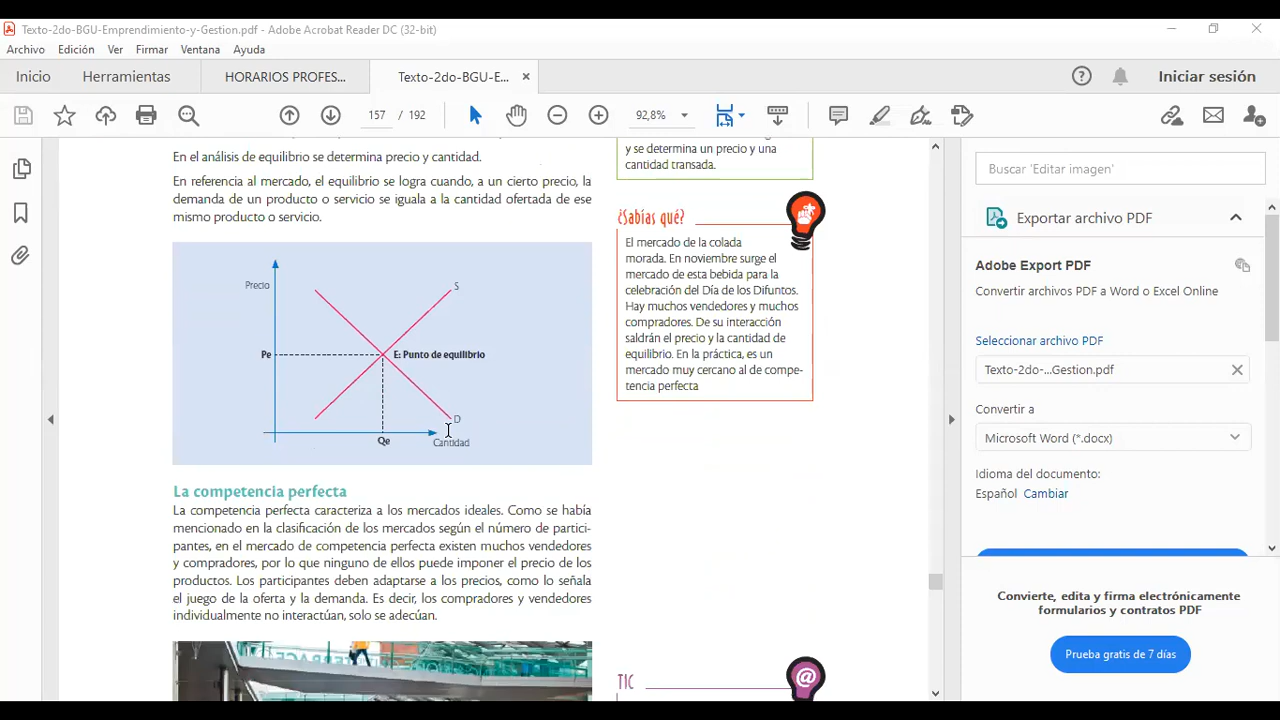 Texto-2do-BGU-Emprendimiento-y-Gestion.pdf - Adobe Acrobat Reader DC (32-bit)
Archivo Edición Ver Firmar Ventana Ayuda
Inicio Herramientas HORARIOS PROFES... Texto-2do-BGU-E... ×
Iniciar sesión
157 / 192
92,8%
En el análisis de equilibrio se determina precio y cantidad.
En referencia al mercado, el equilibrio se logra cuando, a un cierto precio, la
demanda de un producto o servicio se iguala a la cantidad ofertada de ese
mismo producto o servicio.
Precio
S
Pe
E: Punto de equilibrio
D
Qe
Cantidad
La competencia perfecta
La competencia perfecta caracteriza a los mercados ideales. Como se había
mencionado en la clasificación de los mercados según el número de partici-
pantes, en el mercado de competencia perfecta existen muchos vendedores
y compradores, por lo que ninguno de ellos puede imponer el precio de los
productos. Los participantes deben adaptarse a los precios, como lo señala
el juego de la oferta y la demanda. Es decir, los compradores y vendedores
individualmente no interactúan, solo se adecúan.
y se determina un precio y una
cantidad transada.
¿Sabías qué?
El mercado de la colada
morada. En noviembre surge el
mercado de esta bebida para la
celebración del Día de los Difuntos.
Hay muchos vendedores y muchos
compradores. De su interacción
saldrán el precio y la cantidad de
equilibrio. En la práctica, es un
mercado muy cercano al de compe-
tencia perfecta
TIC
@
Buscar 'Editar imagen'
Exportar archivo PDF
Adobe Export PDF
Convertir archivos PDF a Word o Excel Online
Seleccionar archivo PDF
Texto-2do-...Gestion.pdf
Convertir a
Microsoft Word (*.docx)
Idioma del documento:
Español Cambiar
Convierte, edita y firma electrónicamente
formularios y contratos PDF
Prueba gratis de 7 días